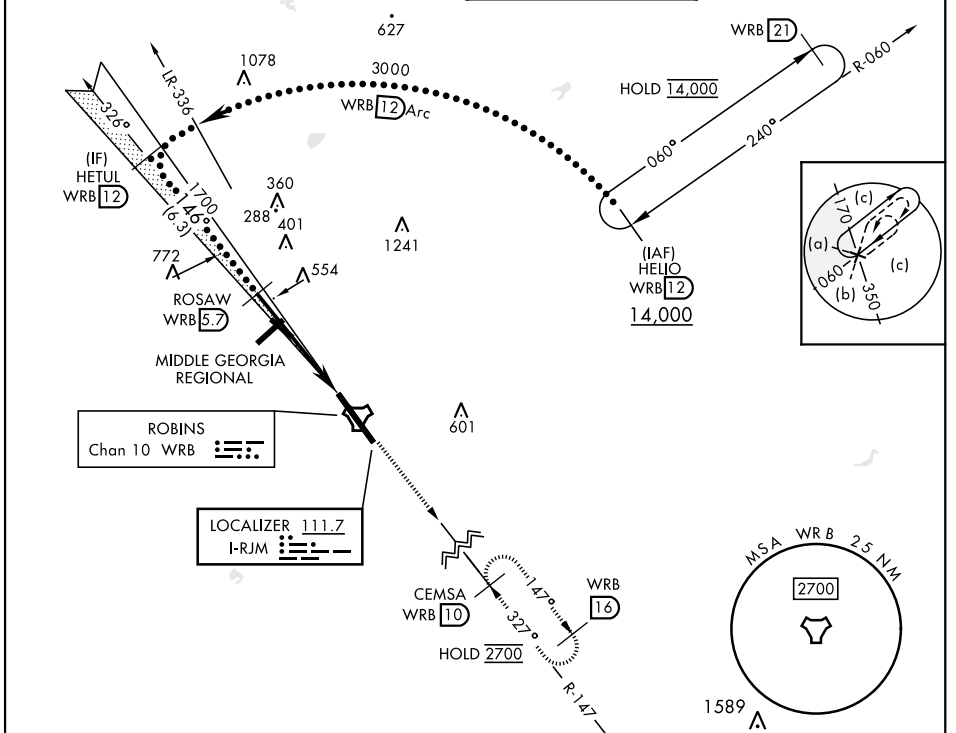 627
WRB 21
R-060
1078
3000
HOLD 14,000
LR-336
WRB 12 Arc
060°
240°
326°
(IF)
HETUL
WRB 12
1700
146°
(6.3)
360
288
401
1241
772
554
(IAF)
HELIO
WRB 12
14,000
170
(c)
(a)
(c)
060
(b)
350
ROSAW
WRB 5.7
MIDDLE GEORGIA
REGIONAL
601
ROBINS
Chan 10 WRB
LOCALIZER 111.7
I-RJM
MSA WRB 25 NM
2700
CEMSA
WRB 10
147°
327°
WRB
16
HOLD 2700
R-147
1589